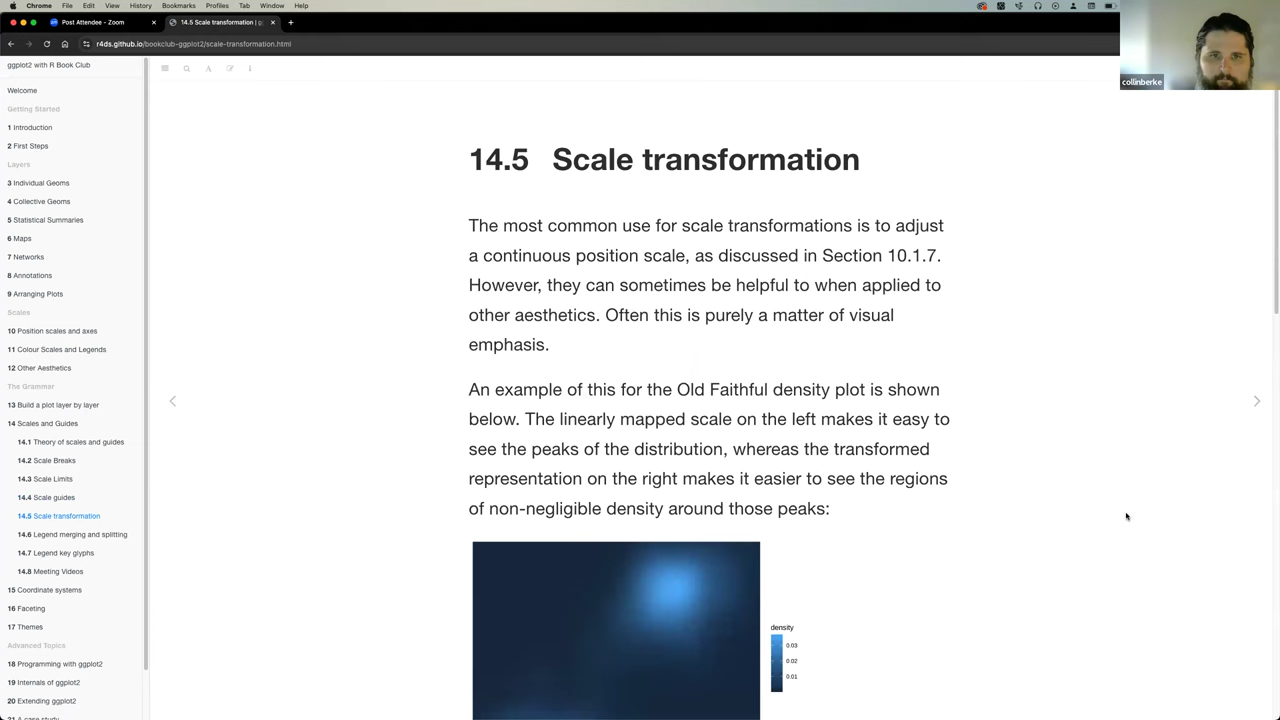 Chrome File Edit View History Bookmarks Profiles Tab Window Help
Post Attendee - Zoom
14.5 Scale transformation | g
r4ds.github.io/bookclub-ggplot2/scale-transformation.html
collinberke
ggplot2 with R Book Club
Welcome
Getting Started
1 Introduction
2 First Steps
Layers
3 Individual Geoms
4 Collective Geoms
5 Statistical Summaries
6 Maps
7 Networks
8 Annotations
9 Arranging Plots
Scales
10 Position scales and axes
11 Colour Scales and Legends
12 Other Aesthetics
The Grammar
13 Build a plot layer by layer
14 Scales and Guides
14.1 Theory of scales and guides
14.2 Scale Breaks
14.3 Scale Limits
14.4 Scale guides
14.5 Scale transformation
14.6 Legend merging and splitting
14.7 Legend key glyphs
14.8 Meeting Videos
15 Coordinate systems
16 Faceting
17 Themes
Advanced Topics
18 Programming with ggplot2
19 Internals of ggplot2
20 Extending ggplot2
21 A case study
14.5 Scale transformation
The most common use for scale transformations is to adjust
a continuous position scale, as discussed in Section 10.1.7.
However, they can sometimes be helpful to when applied to
other aesthetics. Often this is purely a matter of visual
emphasis.
An example of this for the Old Faithful density plot is shown
below. The linearly mapped scale on the left makes it easy to
see the peaks of the distribution, whereas the transformed
representation on the right makes it easier to see the regions
of non-negligible density around those peaks:
density
0.03
0.02
0.01